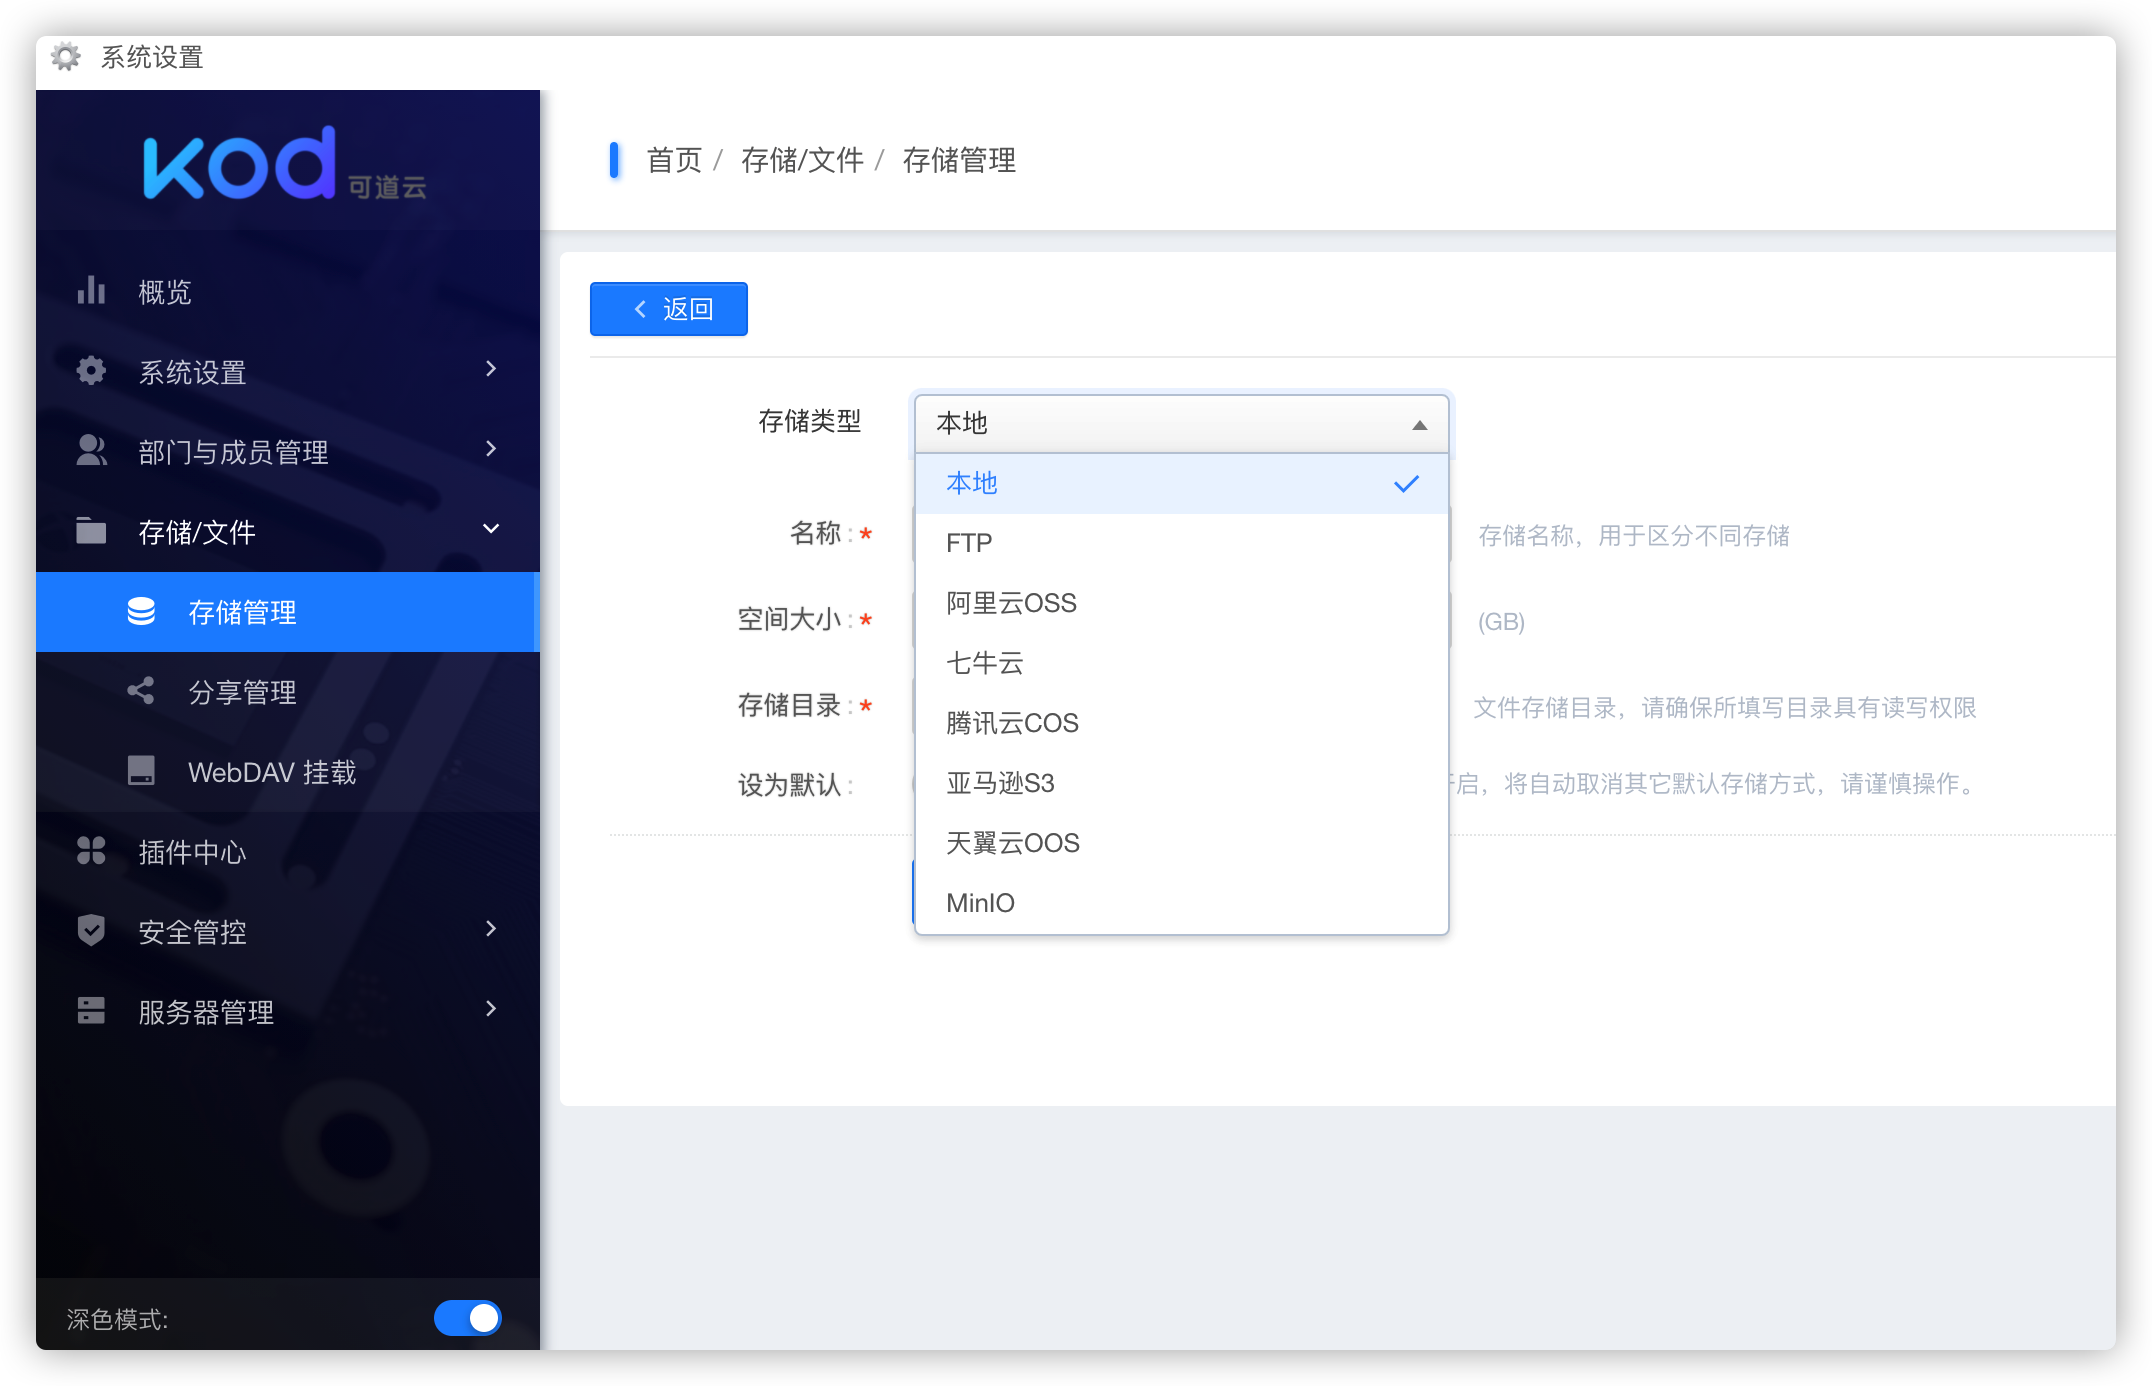 系统设置
kod 可道云
概览
系统设置
部门与成员管理
存储/文件
存储管理
分享管理
WebDAV 挂载
插件中心
安全管控
服务器管理
深色模式:
首页 / 存储/文件 / 存储管理
返回
存储类型 本地
本地
FTP
阿里云OSS
七牛云
腾讯云COS
亚马逊S3
天翼云OOS
MinIO
名称:* 存储名称，用于区分不同存储
空间大小:* (GB)
存储目录:* 文件存储目录，请确保所填写目录具有读写权限
设为默认: 启，将自动取消其它默认存储方式，请谨慎操作。